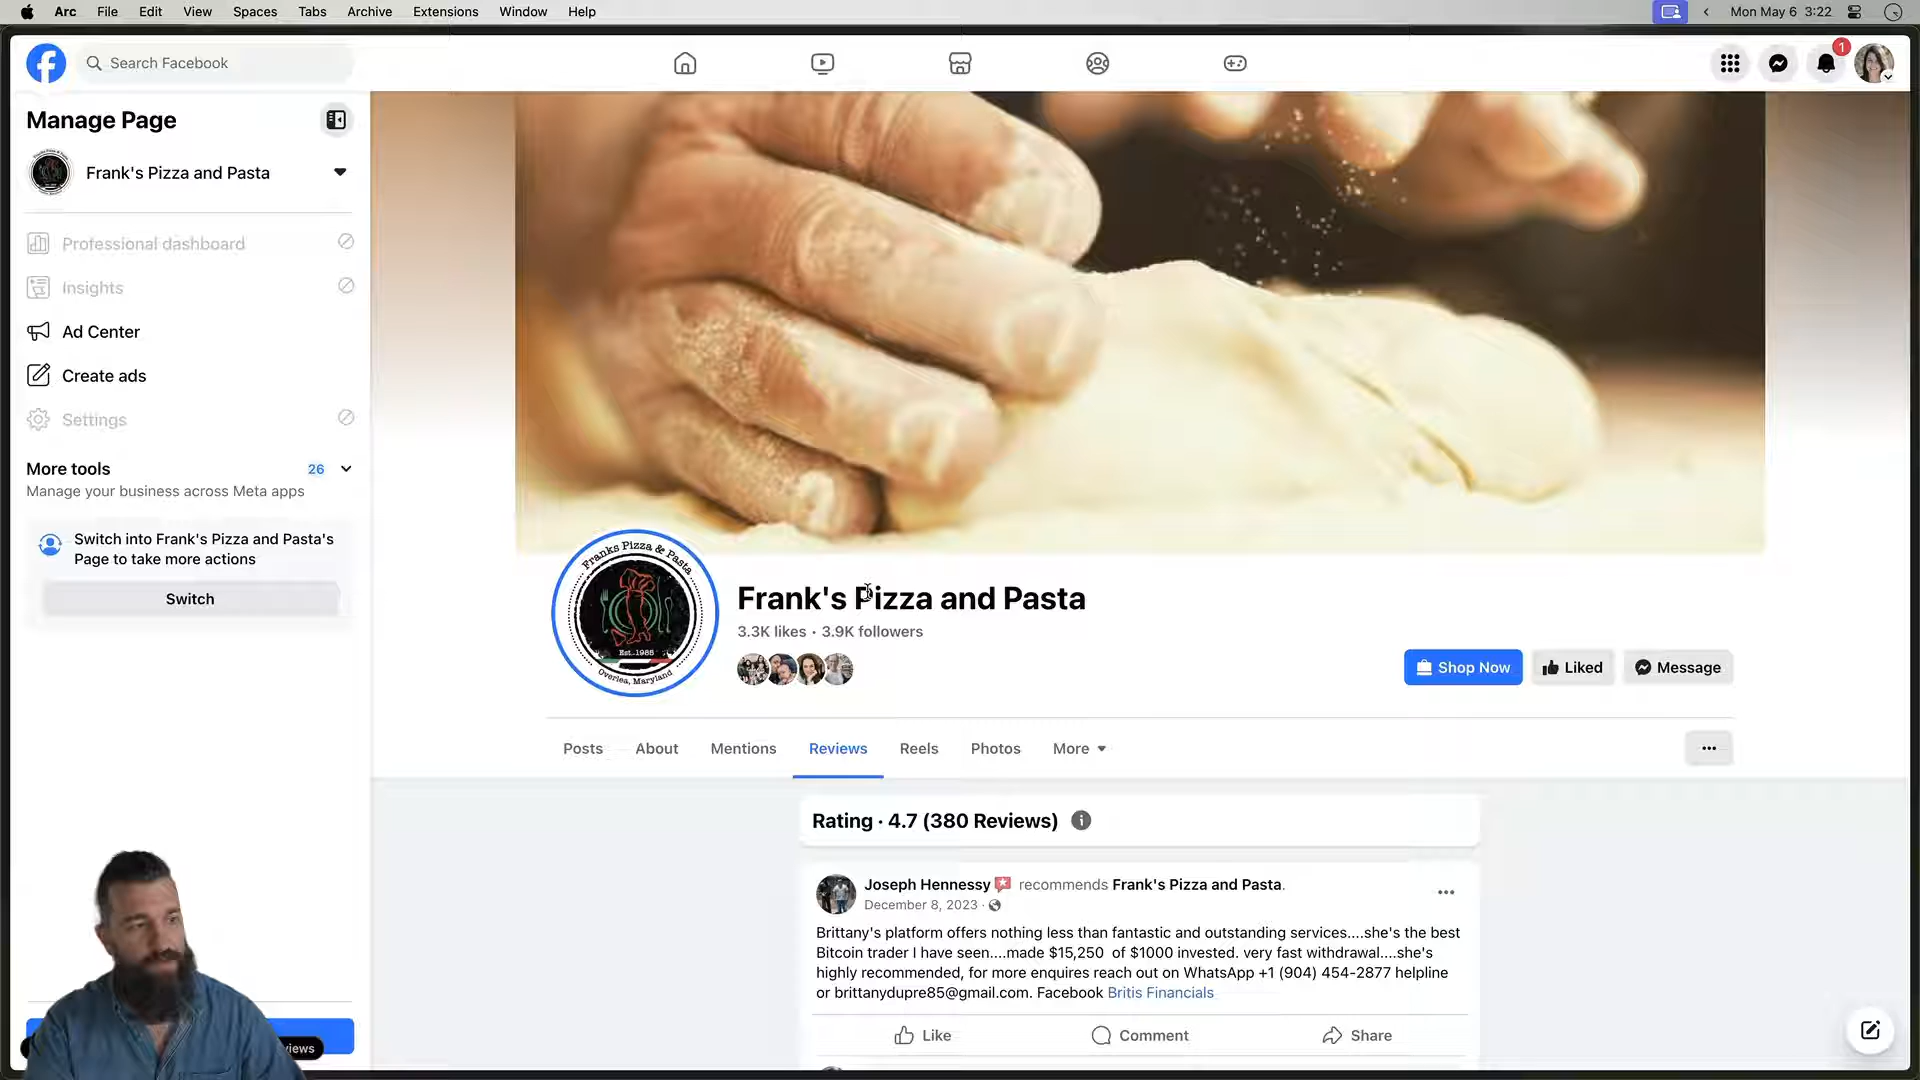 Arc File Edit View Spaces Tabs Archive Extensions Window Help Mon May 6 3:22
Search Facebook
1
Manage Page
Frank's Pizza and Pasta
Professional dashboard
Insights
Ad Center
Create ads
Settings
More tools 26
Manage your business across Meta apps
Switch into Frank's Pizza and Pasta's
Page to take more actions
Switch
Franks Pizza & Pasta
Est. 1985
Overlea, Maryland
Frank's Pizza and Pasta
3.3K likes • 3.9K followers
Shop Now Liked Message
Posts About Mentions Reviews Reels Photos More
Rating · 4.7 (380 Reviews)
Joseph Hennessy recommends Frank's Pizza and Pasta.
December 8, 2023 ·
Brittany's platform offers nothing less than fantastic and outstanding services....she's the best
Bitcoin trader I have seen....made $15,250 of $1000 invested. very fast withdrawal....she's
highly recommended, for more enquires reach out on WhatsApp +1 (904) 454-2877 helpline
or brittanydupre85@gmail.com. Facebook Britis Financials
Like Comment Share